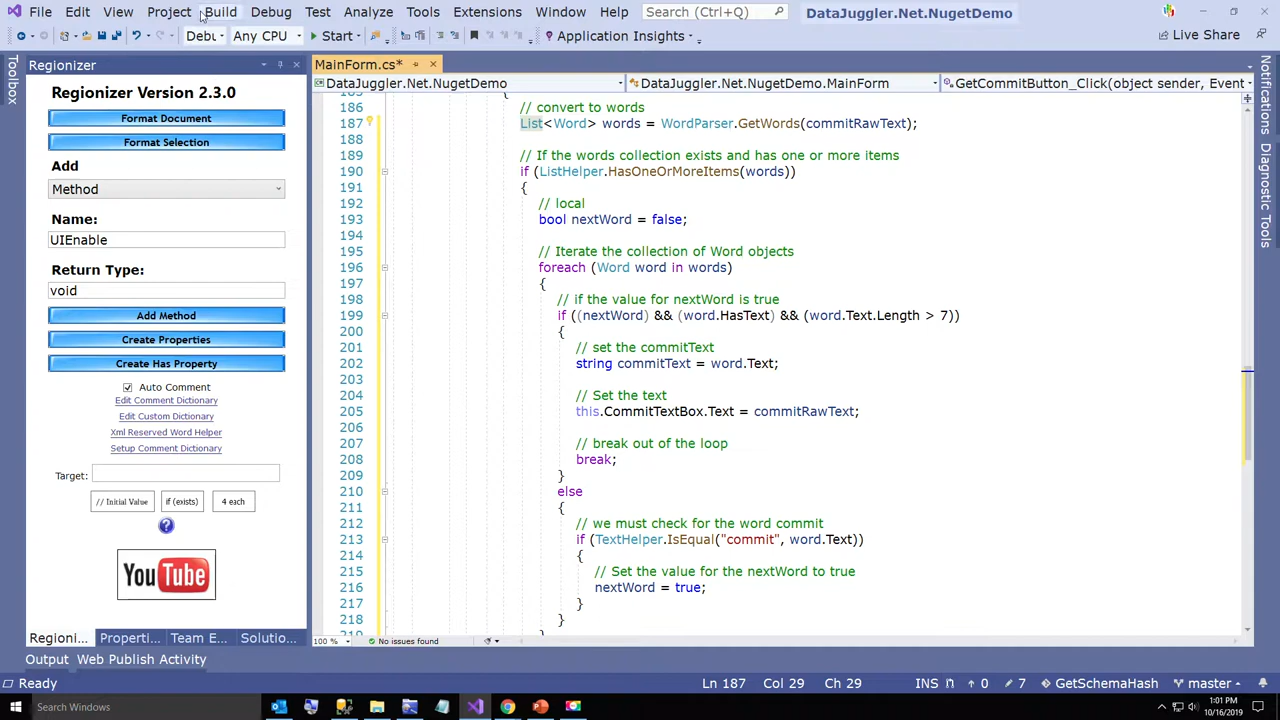 File Edit View Project Build Debug Test Analyze Tools Extensions Window Help Search (Ctrl+Q) DataJuggler.Net.NugetDemo
Debu Any CPU Start Application Insights Live Share
Toolbox
Regionizer
Regionizer Version 2.3.0
Format Document
Format Selection
Add
Method
Name:
UIEnable
Return Type:
void
Add Method
Create Properties
Create Has Property
Auto Comment
Edit Comment Dictionary
Edit Custom Dictionary
Xml Reserved Word Helper
Setup Comment Dictionary
Target:
// Initial Value if (exists) 4 each
?
YouTube
Regioni... Properti... Team E... Solutio...
MainForm.cs*
DataJuggler.Net.NugetDemo DataJuggler.Net.NugetDemo.MainForm GetCommitButton_Click(object sender, Event
186 // convert to words
187 List<Word> words = WordParser.GetWords(commitRawText);
188
189 // If the words collection exists and has one or more items
190 if (ListHelper.HasOneOrMoreItems(words))
191 {
192 // local
193 bool nextWord = false;
194
195 // Iterate the collection of Word objects
196 foreach (Word word in words)
197 {
198 // if the value for nextWord is true
199 if ((nextWord) && (word.HasText) && (word.Text.Length > 7))
200 {
201 // set the commitText
202 string commitText = word.Text;
203
204 // Set the text
205 this.CommitTextBox.Text = commitRawText;
206
207 // break out of the loop
208 break;
209 }
210 else
211 {
212 // we must check for the word commit
213 if (TextHelper.IsEqual("commit", word.Text))
214 {
215 // Set the value for the nextWord to true
216 nextWord = true;
217 }
218 }
100 % No issues found
Notifications
Diagnostic Tools
Output Web Publish Activity
Ready Ln 187 Col 29 Ch 29 INS 0 7 GetSchemaHash master
Search Windows
1:01 PM
10/16/2019